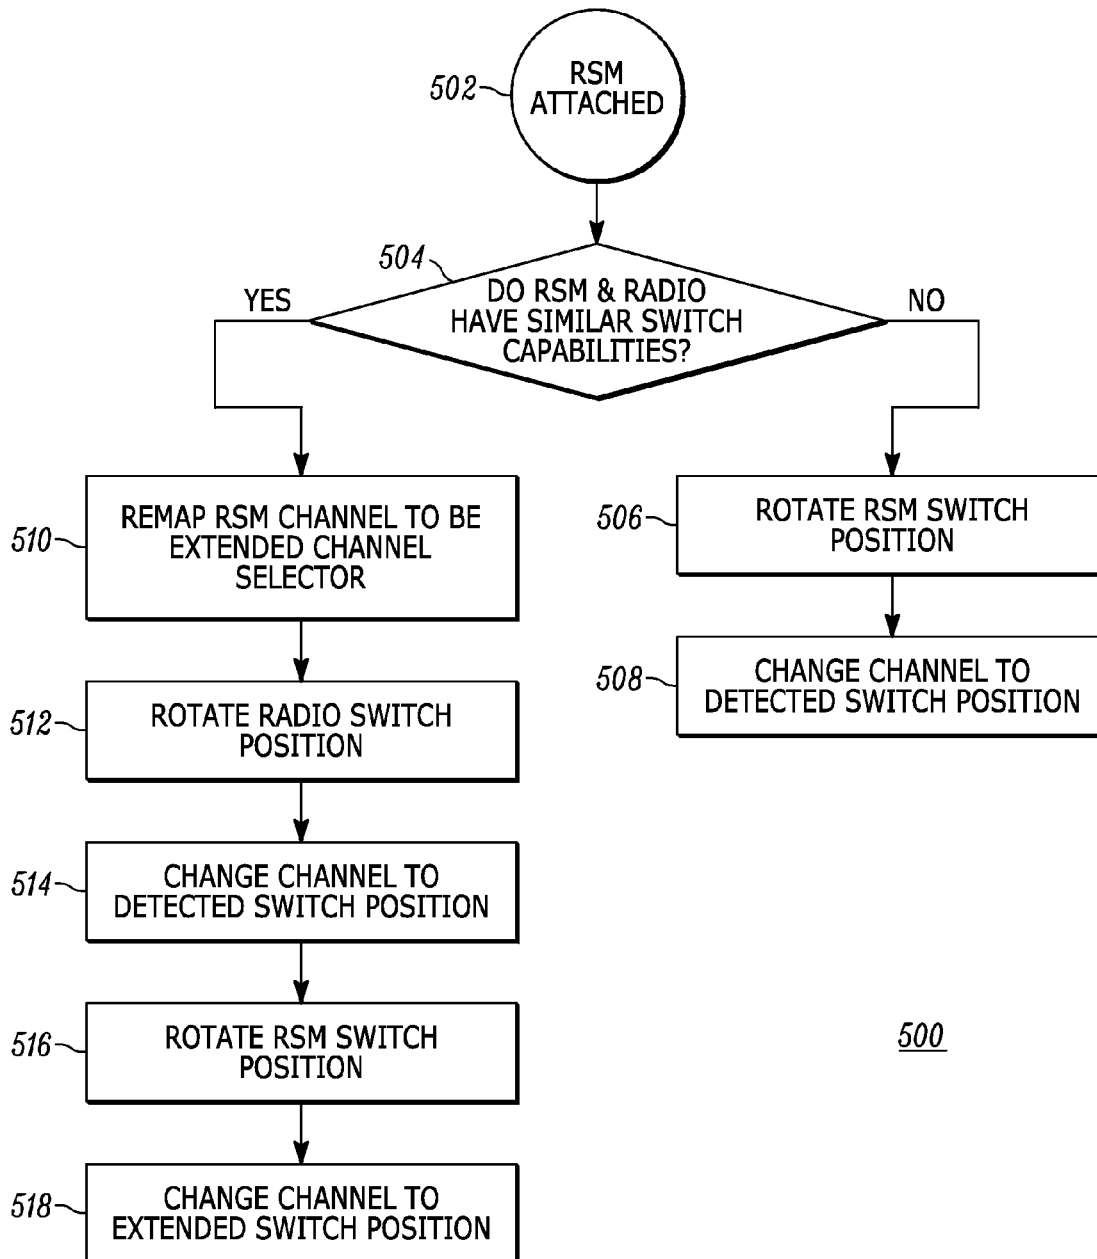 502
RSM
ATTACHED
504
DO RSM & RADIO
HAVE SIMILAR SWITCH
CAPABILITIES?
YES
NO
510
REMAP RSM CHANNEL TO BE
EXTENDED CHANNEL
SELECTOR
506
ROTATE RSM SWITCH
POSITION
508
CHANGE CHANNEL TO
DETECTED SWITCH POSITION
512
ROTATE RADIO SWITCH
POSITION
514
CHANGE CHANNEL TO
DETECTED SWITCH POSITION
516
ROTATE RSM SWITCH
POSITION
500
518
CHANGE CHANNEL TO
EXTENDED SWITCH POSITION